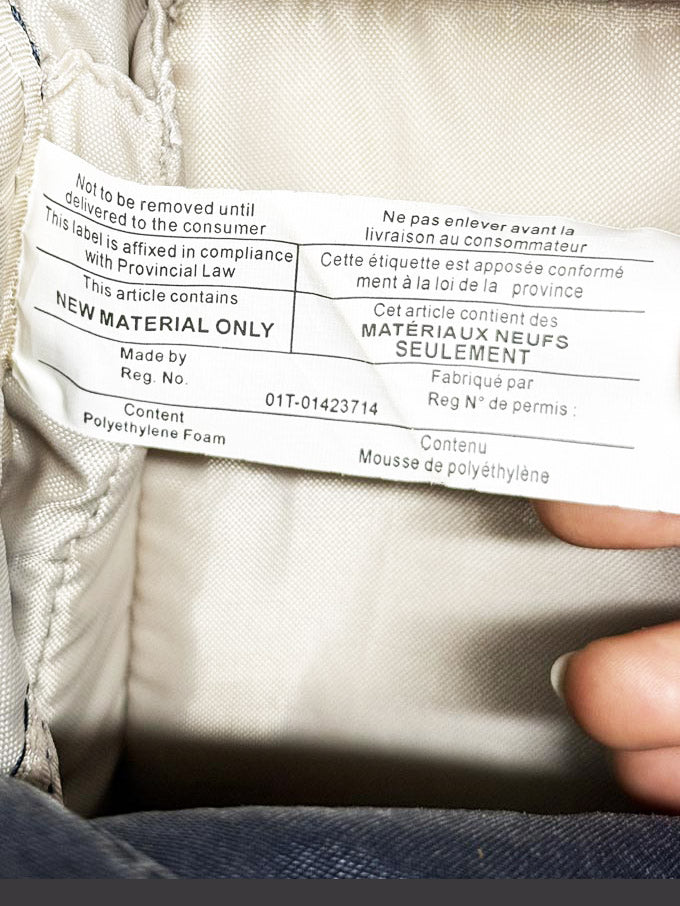 Not to be removed until
delivered to the consumer
Ne pas enlever avant la
livraison au consommateur
This label is affixed in compliance
with Provincial Law
Cette étiquette est apposée conformé
ment à la loi de la province
This article contains
NEW MATERIAL ONLY
Cet article contient des
MATÉRIAUX NEUFS
SEULEMENT
Made by
Reg. No.
01T-01423714
Fabriqué par
Reg N° de permis :
Content
Polyethylene Foam
Contenu
Mousse de polyéthylène